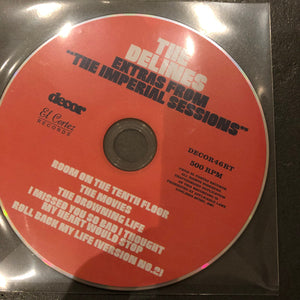 THE
DELINES
EXTRAS FROM
"THE IMPERIAL SESSIONS"
decor
El Cortez
RECORDS
DECOR46RT
500 RPM
ROOM ON THE TENTH FLOOR
THE MOVIES
THE DROWNING LIFE
I MISSED YOU SO BAD I THOUGHT
MY HEART WOULD STOP
ROLL BACK MY LIFE (VERSION NO.2)